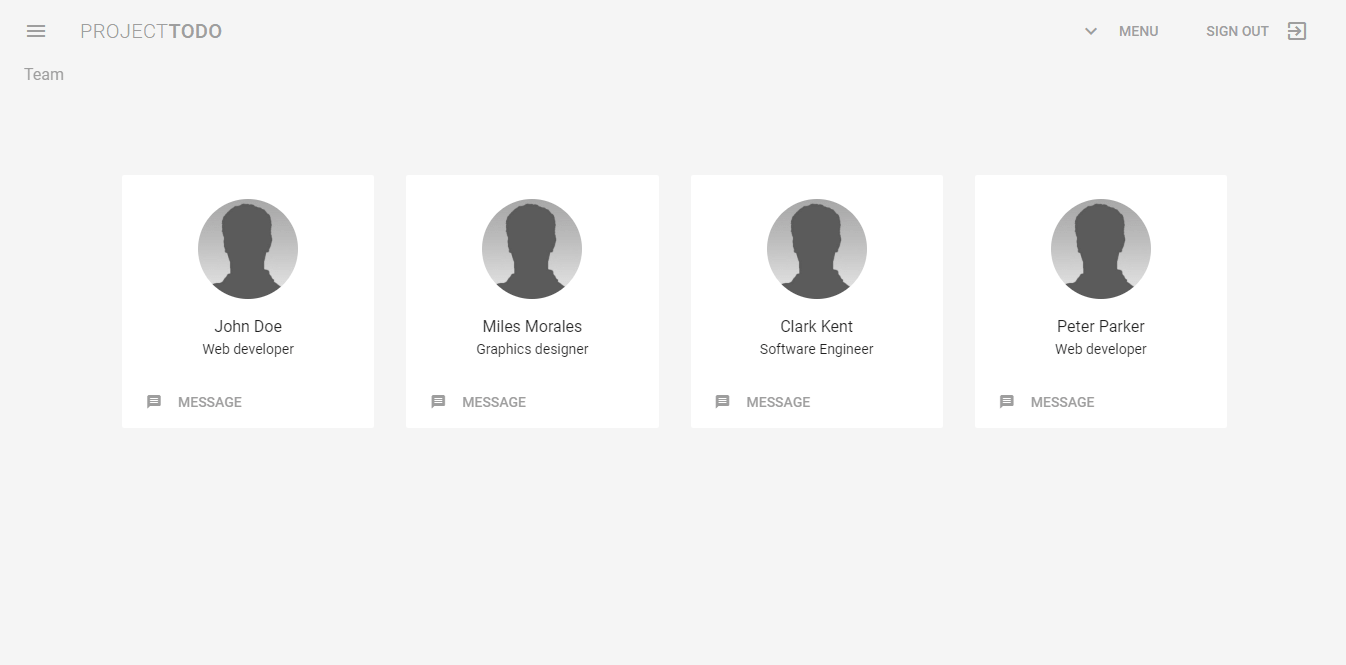 PROJECTTODO
MENU
SIGN OUT
Team
John Doe
Web developer
MESSAGE
Miles Morales
Graphics designer
MESSAGE
Clark Kent
Software Engineer
MESSAGE
Peter Parker
Web developer
MESSAGE